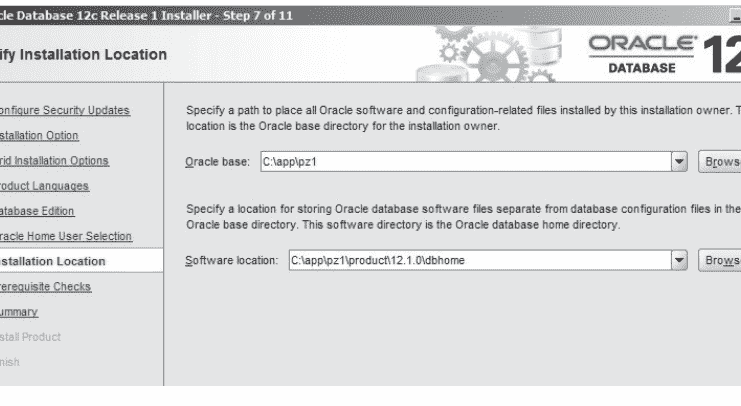 cle Database 12c Release 1 Installer - Step 7 of 11
ify Installation Location
ORACLE
DATABASE
12
onfigure Security Updates
stallation Option
rid Installation Options
roduct Languages
atabase Edition
racle Home User Selection
nstallation Location
rerequisite Checks
ummary
stall Product
nish
Specify a path to place all Oracle software and configuration-related files installed by this installation owner. T
location is the Oracle base directory for the installation owner.
Oracle base: C:\app\pz1 Brows
Specify a location for storing Oracle database software files separate from database configuration files in the
Oracle base directory. This software directory is the Oracle database home directory.
Software location: C:\app\pz1\product\12.1.0\dbhome Brows